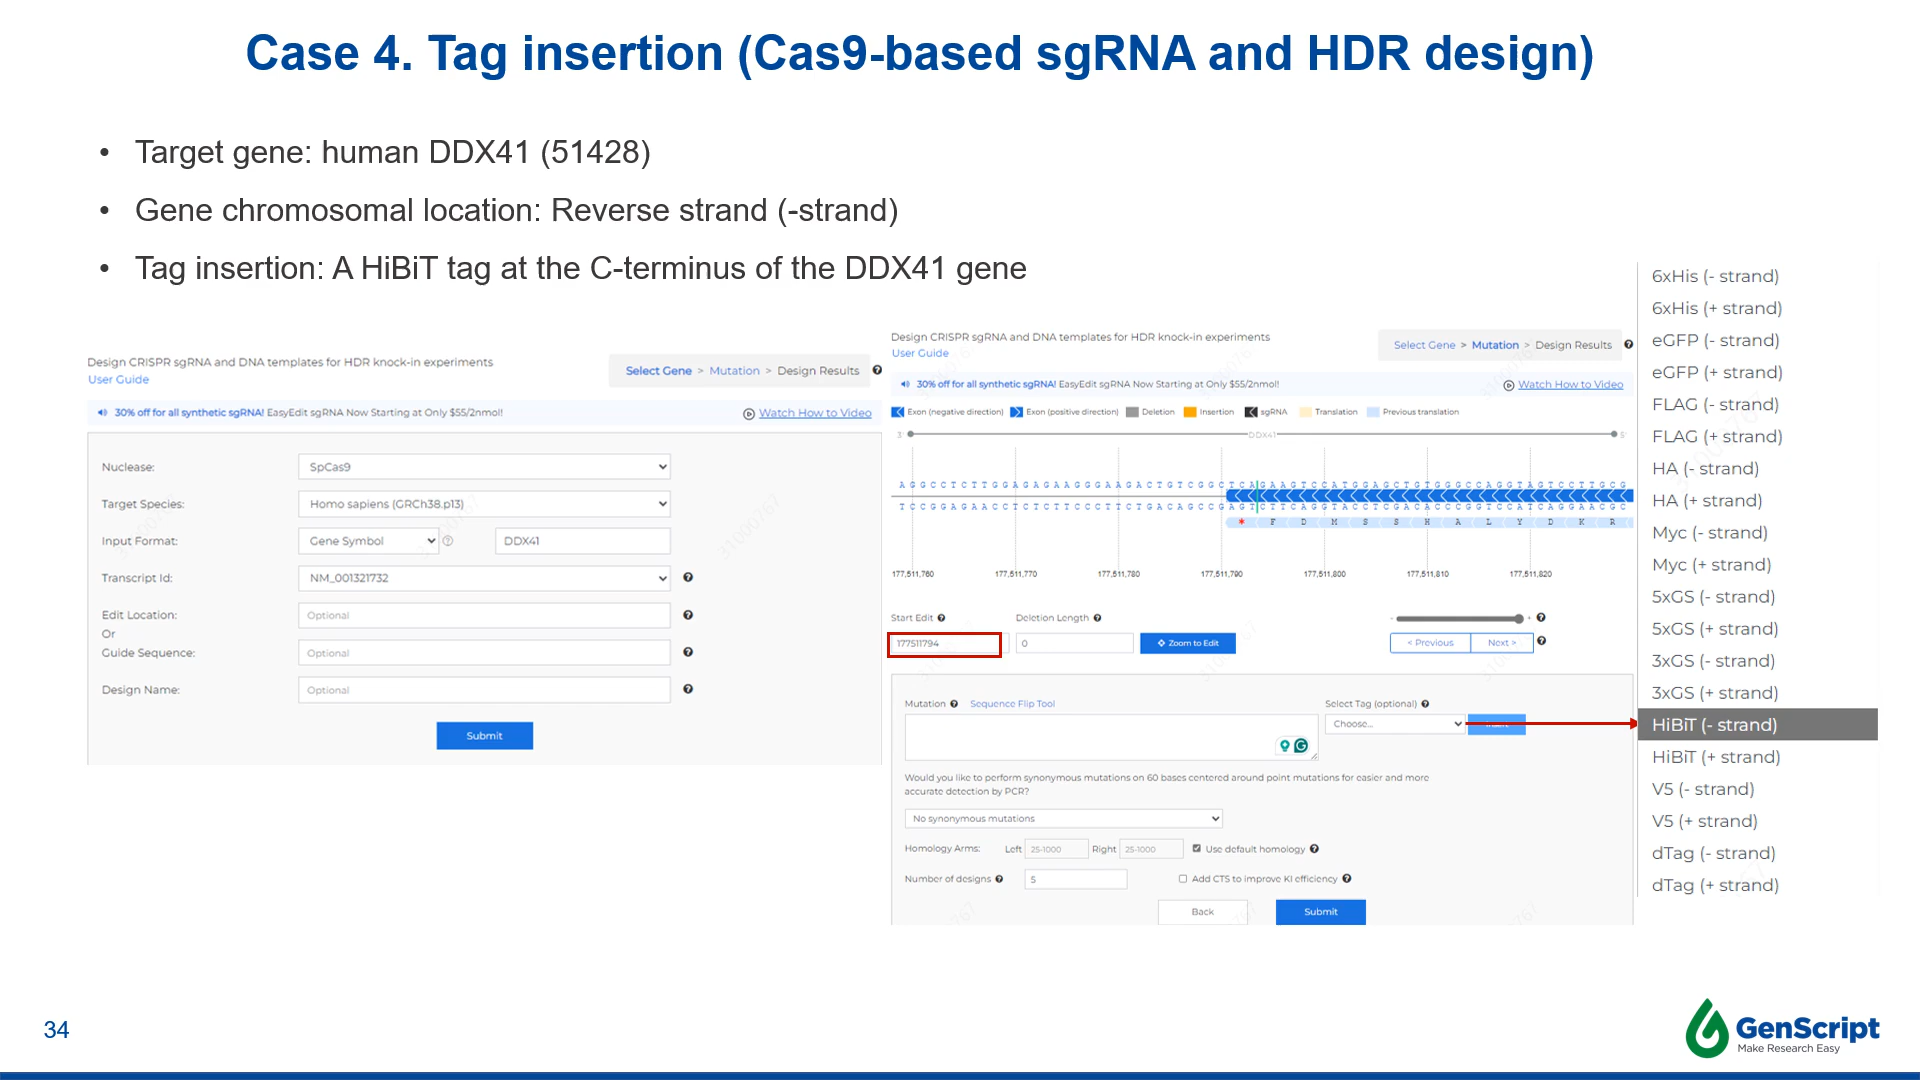 Case 4. Tag insertion (Cas9-based sgRNA and HDR design)
• Target gene: human DDX41 (51428)
• Gene chromosomal location: Reverse strand (-strand)
• Tag insertion: A HiBiT tag at the C-terminus of the DDX41 gene
Design CRISPR sgRNA and DNA templates for HDR knock-in experiments
User Guide
Select Gene > Mutation > Design Results
30% off for all synthetic sgRNA! EasyEdit sgRNA Now Starting at Only $55/2nmol!
Watch How to Video
Nuclease: SpCas9
Target Species: Homo sapiens (GRCh38.p13)
Input Format: Gene Symbol DDX41
Transcript Id: NM_001321732
Edit Location: Optional
Or
Guide Sequence: Optional
Design Name: Optional
Submit
Design CRISPR sgRNA and DNA templates for HDR knock-in experiments
User Guide
Select Gene > Mutation > Design Results
30% off for all synthetic sgRNA! EasyEdit sgRNA Now Starting at Only $55/2nmol!
Watch How to Video
Exon (negative direction) Exon (positive direction) Deletion Insertion sgRNA Translation Previous translation
3' DDX41 5'
A G G C C T C T T G G A G A G A A G G G A A G A C T G T C G G C T C A G A A G T C C A T G G A G C T G T G G G C C A G G T A G T C C T T G C G
T C C G G A G A A C C T C T C T T C C C T T C T G A C A G C C G A G T C T T C A G G T A C C T C G A C A C C C G G T C C A T C A G G A A C G C
* F D M S S H A L Y D K R
177,511,760 177,511,770 177,511,780 177,511,790 177,511,800 177,511,810 177,511,820
Start Edit Deletion Length
177511794 0 Zoom to Edit
< Previous Next >
Mutation Sequence Flip Tool
Select Tag (optional)
Choose...
Would you like to perform synonymous mutations on 60 bases centered around point mutations for easier and more
accurate detection by PCR?
No synonymous mutations
Homology Arms: Left 25-1000 Right 25-1000 Use default homology
Number of designs 5 Add CTS to improve KI efficiency
Back Submit
6xHis (- strand)
6xHis (+ strand)
eGFP (- strand)
eGFP (+ strand)
FLAG (- strand)
FLAG (+ strand)
HA (- strand)
HA (+ strand)
Myc (- strand)
Myc (+ strand)
5xGS (- strand)
5xGS (+ strand)
3xGS (- strand)
3xGS (+ strand)
HiBiT (- strand)
HiBiT (+ strand)
V5 (- strand)
V5 (+ strand)
dTag (- strand)
dTag (+ strand)
34
GenScript
Make Research Easy